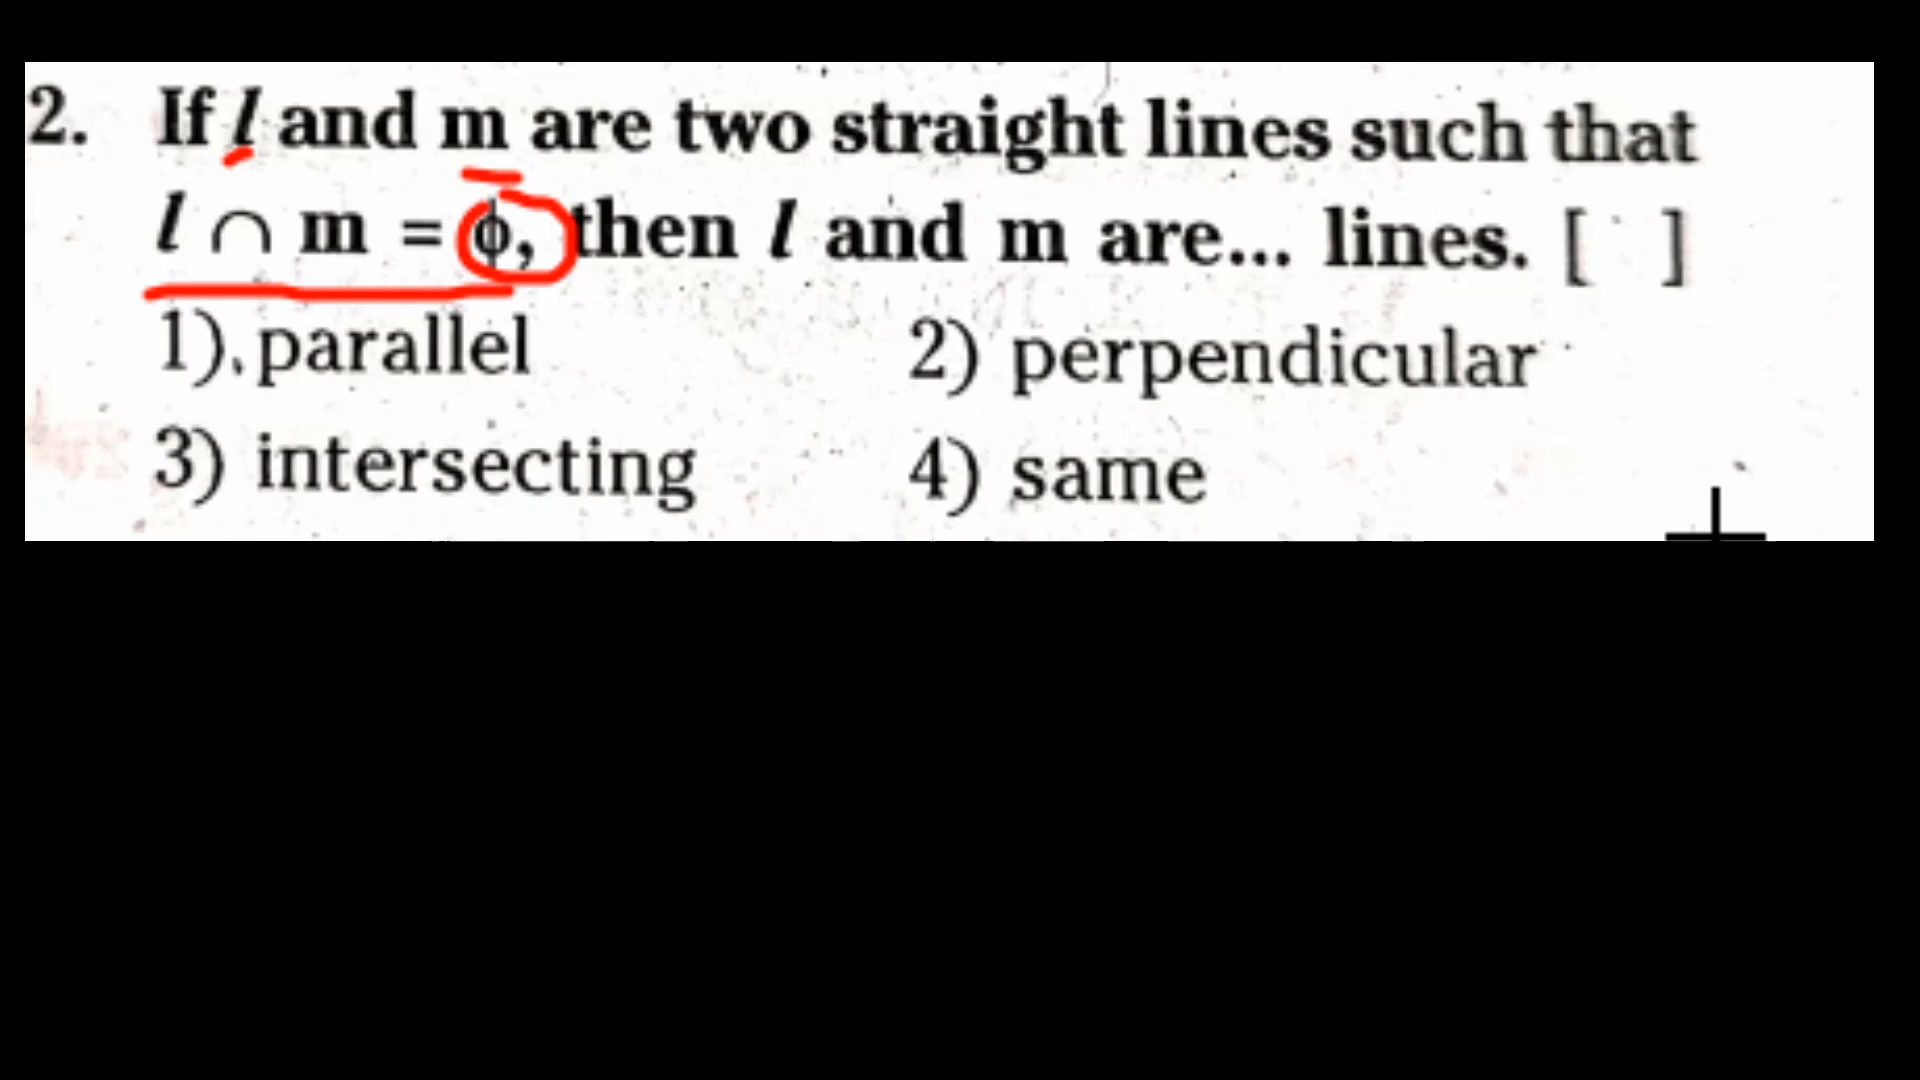 2. If l and m are two straight lines such that
l ∩ m = ϕ, then l and m are... lines. [ ]
1) parallel 2) perpendicular
3) intersecting 4) same